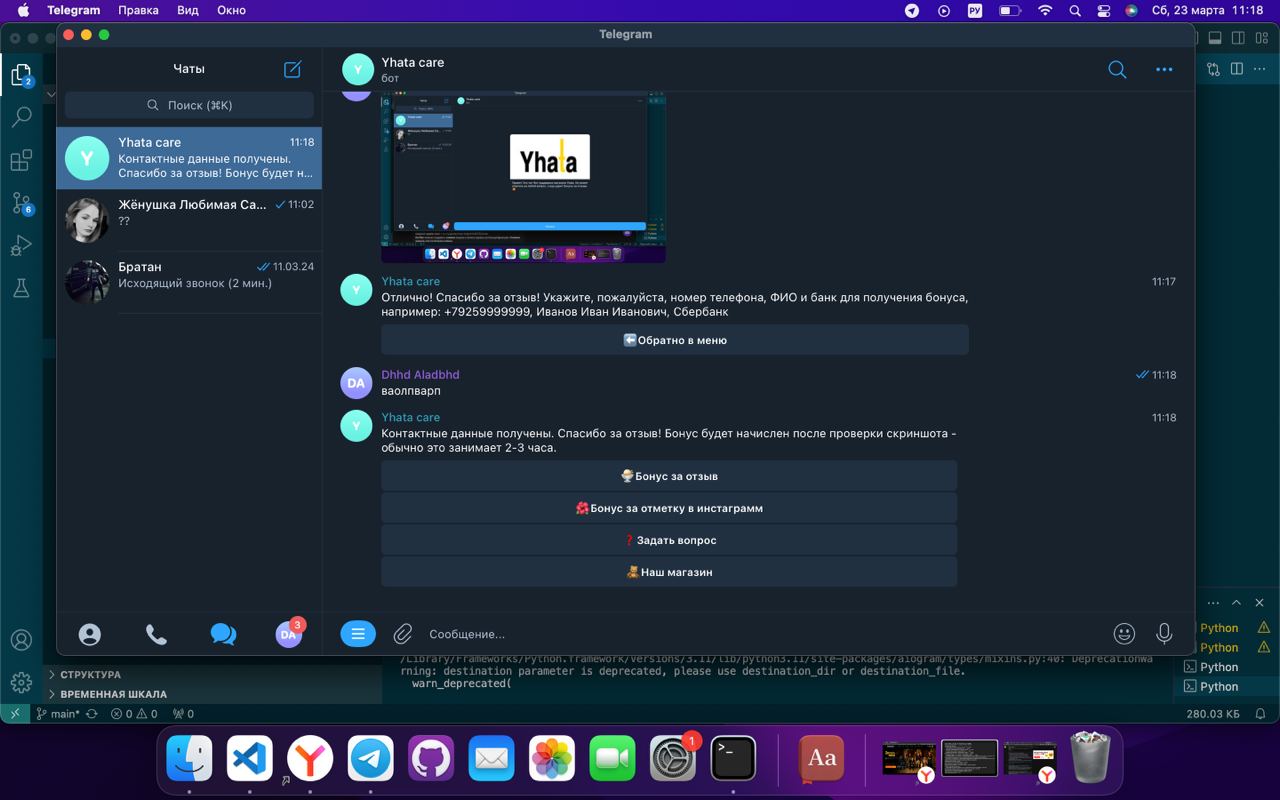 Telegram Правка Вид Окно РУ Сб, 23 марта 11:18
Telegram
Чаты
Поиск (⌘K)
Y
Yhata care 11:18
Контактные данные получены.
Спасибо за отзыв! Бонус будет н...
Жёнушка Любимая Са... 11:02
??
Братан 11.03.24
Исходящий звонок (2 мин.)
DA 3
Y
Yhata care
бот
Yhata
Y
Yhata care 11:17
Отлично! Спасибо за отзыв! Укажите, пожалуйста, номер телефона, ФИО и банк для получения бонуса,
например: +79259999999, Иванов Иван Иванович, Сбербанк
Обратно в меню
DA
Dhhd Aladbhd 11:18
ваолпварп
Y
Yhata care 11:18
Контактные данные получены. Спасибо за отзыв! Бонус будет начислен после проверки скриншота -
обычно это занимает 2-3 часа.
Бонус за отзыв
Бонус за отметку в инстаграмм
Задать вопрос
Наш магазин
Сообщение...
2
6
Python
Python
Python
Python
/Library/Frameworks/Python.framework/Versions/3.11/lib/python3.11/site-packages/aiogram/types/mixins.py:40: DeprecationWa
rning: destination parameter is deprecated, please use destination_dir or destination_file.
warn_deprecated(
СТРУКТУРА
ВРЕМЕННАЯ ШКАЛА
main* 0 0 0 280.03 КБ
1
>_
Aa